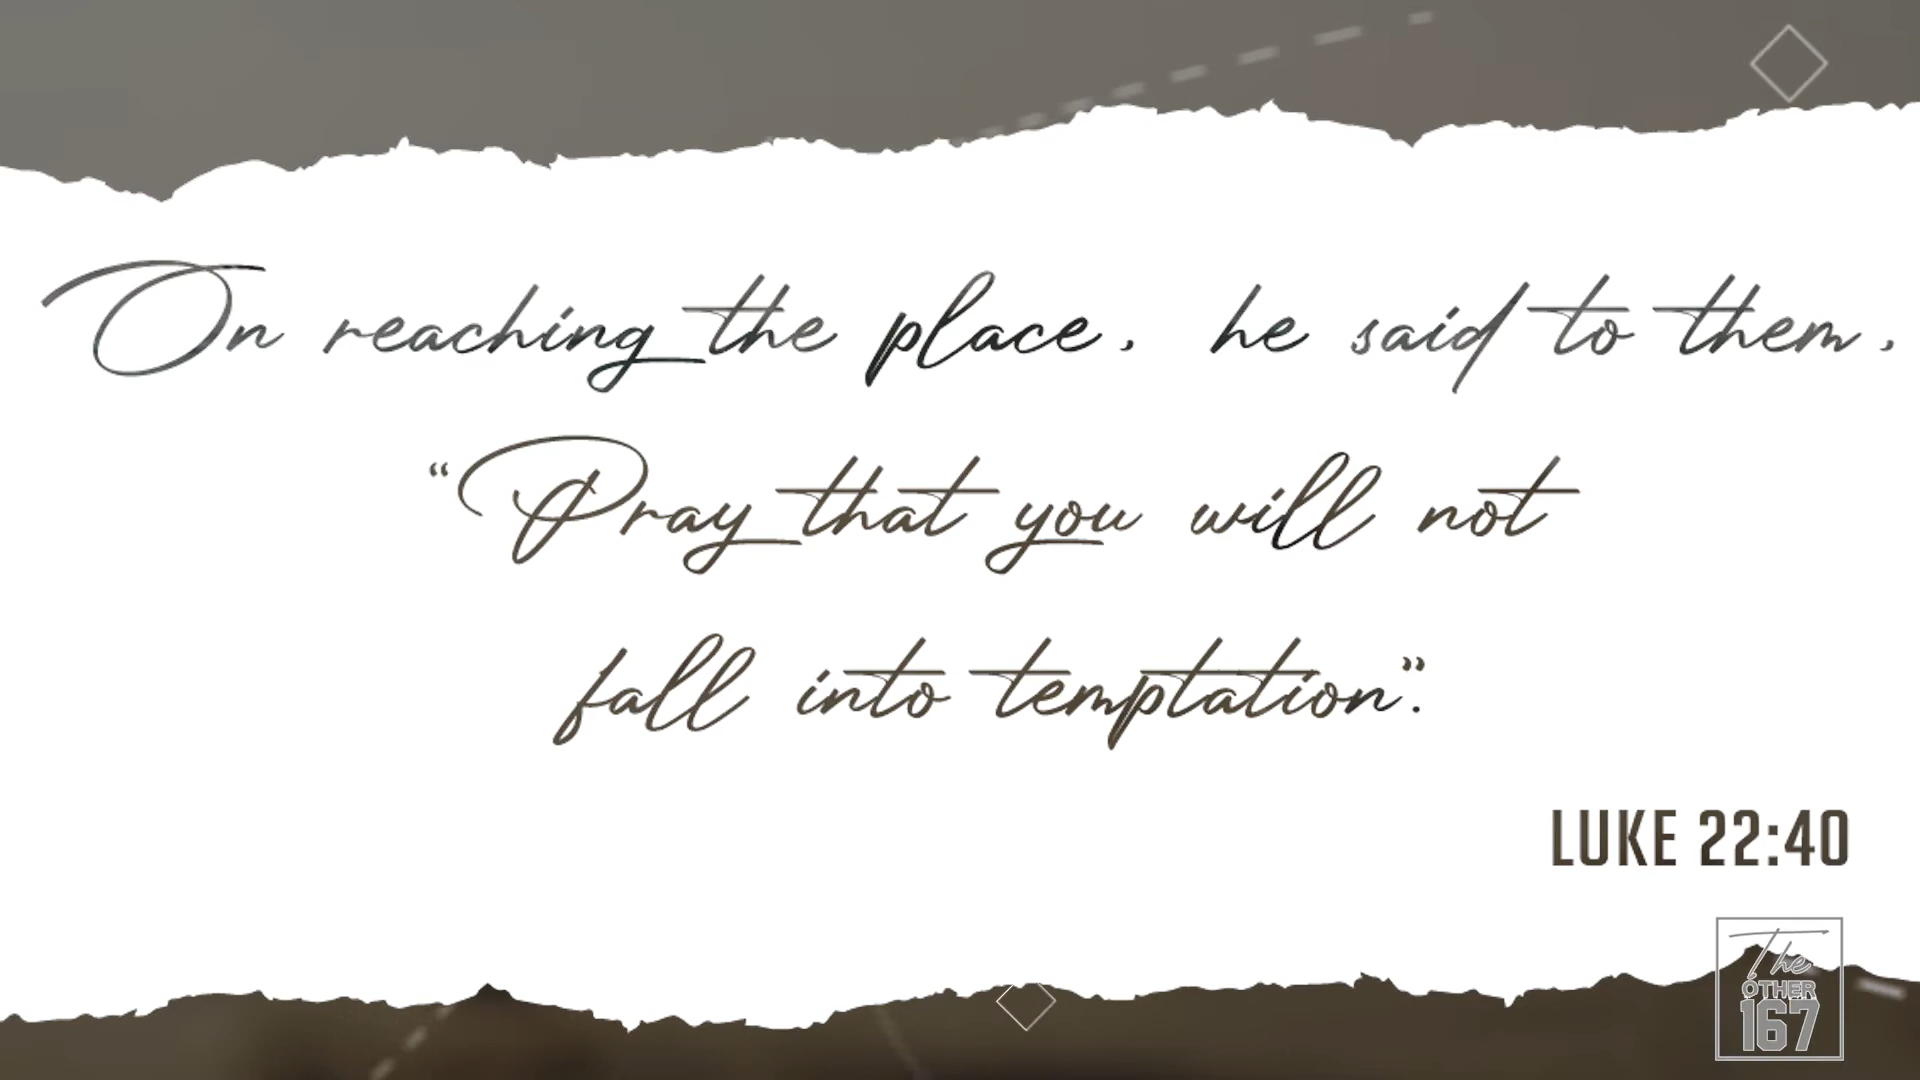 On reaching the place, he said to them,
“Pray that you will not
fall into temptation”.
LUKE 22:40
The
OTHER
167